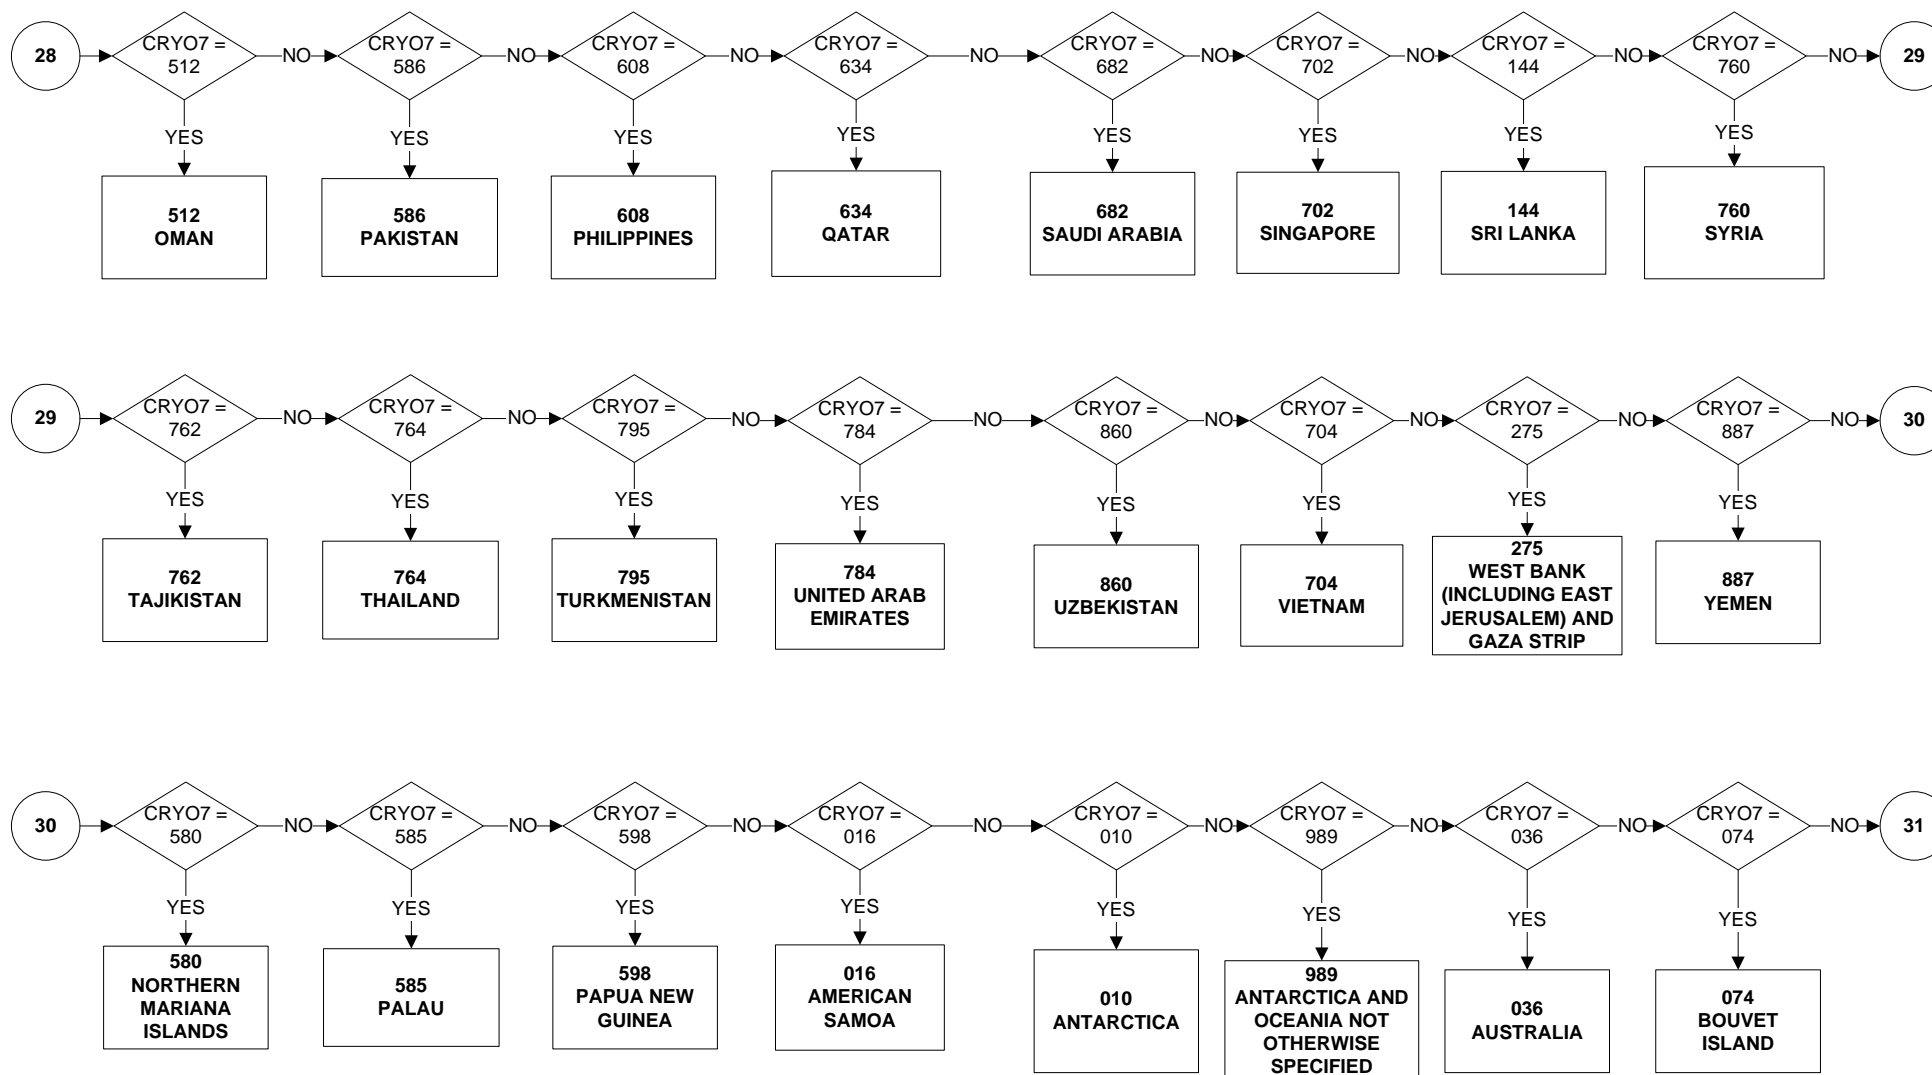 28
CRYO7 =
512
NO
CRYO7 =
586
NO
CRYO7 =
608
NO
CRYO7 =
634
NO
CRYO7 =
682
NO
CRYO7 =
702
NO
CRYO7 =
144
NO
CRYO7 =
760
NO
29
YES
YES
YES
YES
YES
YES
YES
YES
512
OMAN
586
PAKISTAN
608
PHILIPPINES
634
QATAR
682
SAUDI ARABIA
702
SINGAPORE
144
SRI LANKA
760
SYRIA
29
CRYO7 =
762
NO
CRYO7 =
764
NO
CRYO7 =
795
NO
CRYO7 =
784
NO
CRYO7 =
860
NO
CRYO7 =
704
NO
CRYO7 =
275
NO
CRYO7 =
887
NO
30
YES
YES
YES
YES
YES
YES
YES
YES
762
TAJIKISTAN
764
THAILAND
795
TURKMENISTAN
784
UNITED ARAB
EMIRATES
860
UZBEKISTAN
704
VIETNAM
275
WEST BANK
(INCLUDING EAST
JERUSALEM) AND
GAZA STRIP
887
YEMEN
30
CRYO7 =
580
NO
CRYO7 =
585
NO
CRYO7 =
598
NO
CRYO7 =
016
NO
CRYO7 =
010
NO
CRYO7 =
989
NO
CRYO7 =
036
NO
CRYO7 =
074
NO
31
YES
YES
YES
YES
YES
YES
YES
YES
580
NORTHERN
MARIANA
ISLANDS
585
PALAU
598
PAPUA NEW
GUINEA
016
AMERICAN
SAMOA
010
ANTARCTICA
989
ANTARCTICA AND
OCEANIA NOT
OTHERWISE
SPECIFIED
036
AUSTRALIA
074
BOUVET
ISLAND